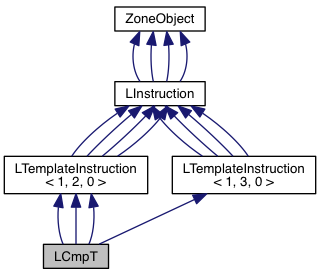 ZoneObject
LInstruction
LTemplateInstruction
< 1, 2, 0 >
LTemplateInstruction
< 1, 3, 0 >
LCmpT